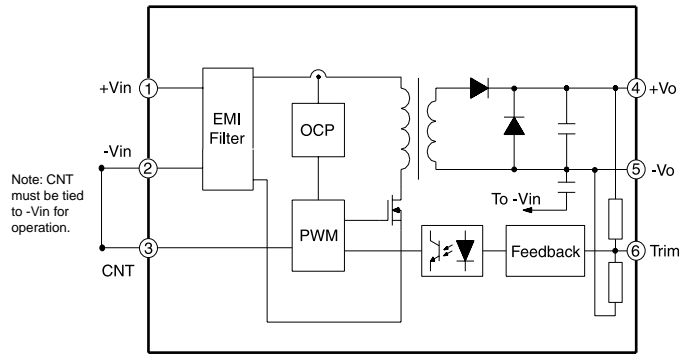 +Vin
1
EMI
Filter
OCP
4
+Vo
-Vin
2
5
-Vo
Note: CNT
must be tied
to -Vin for
operation.
To -Vin
3
CNT
PWM
Feedback
6
Trim